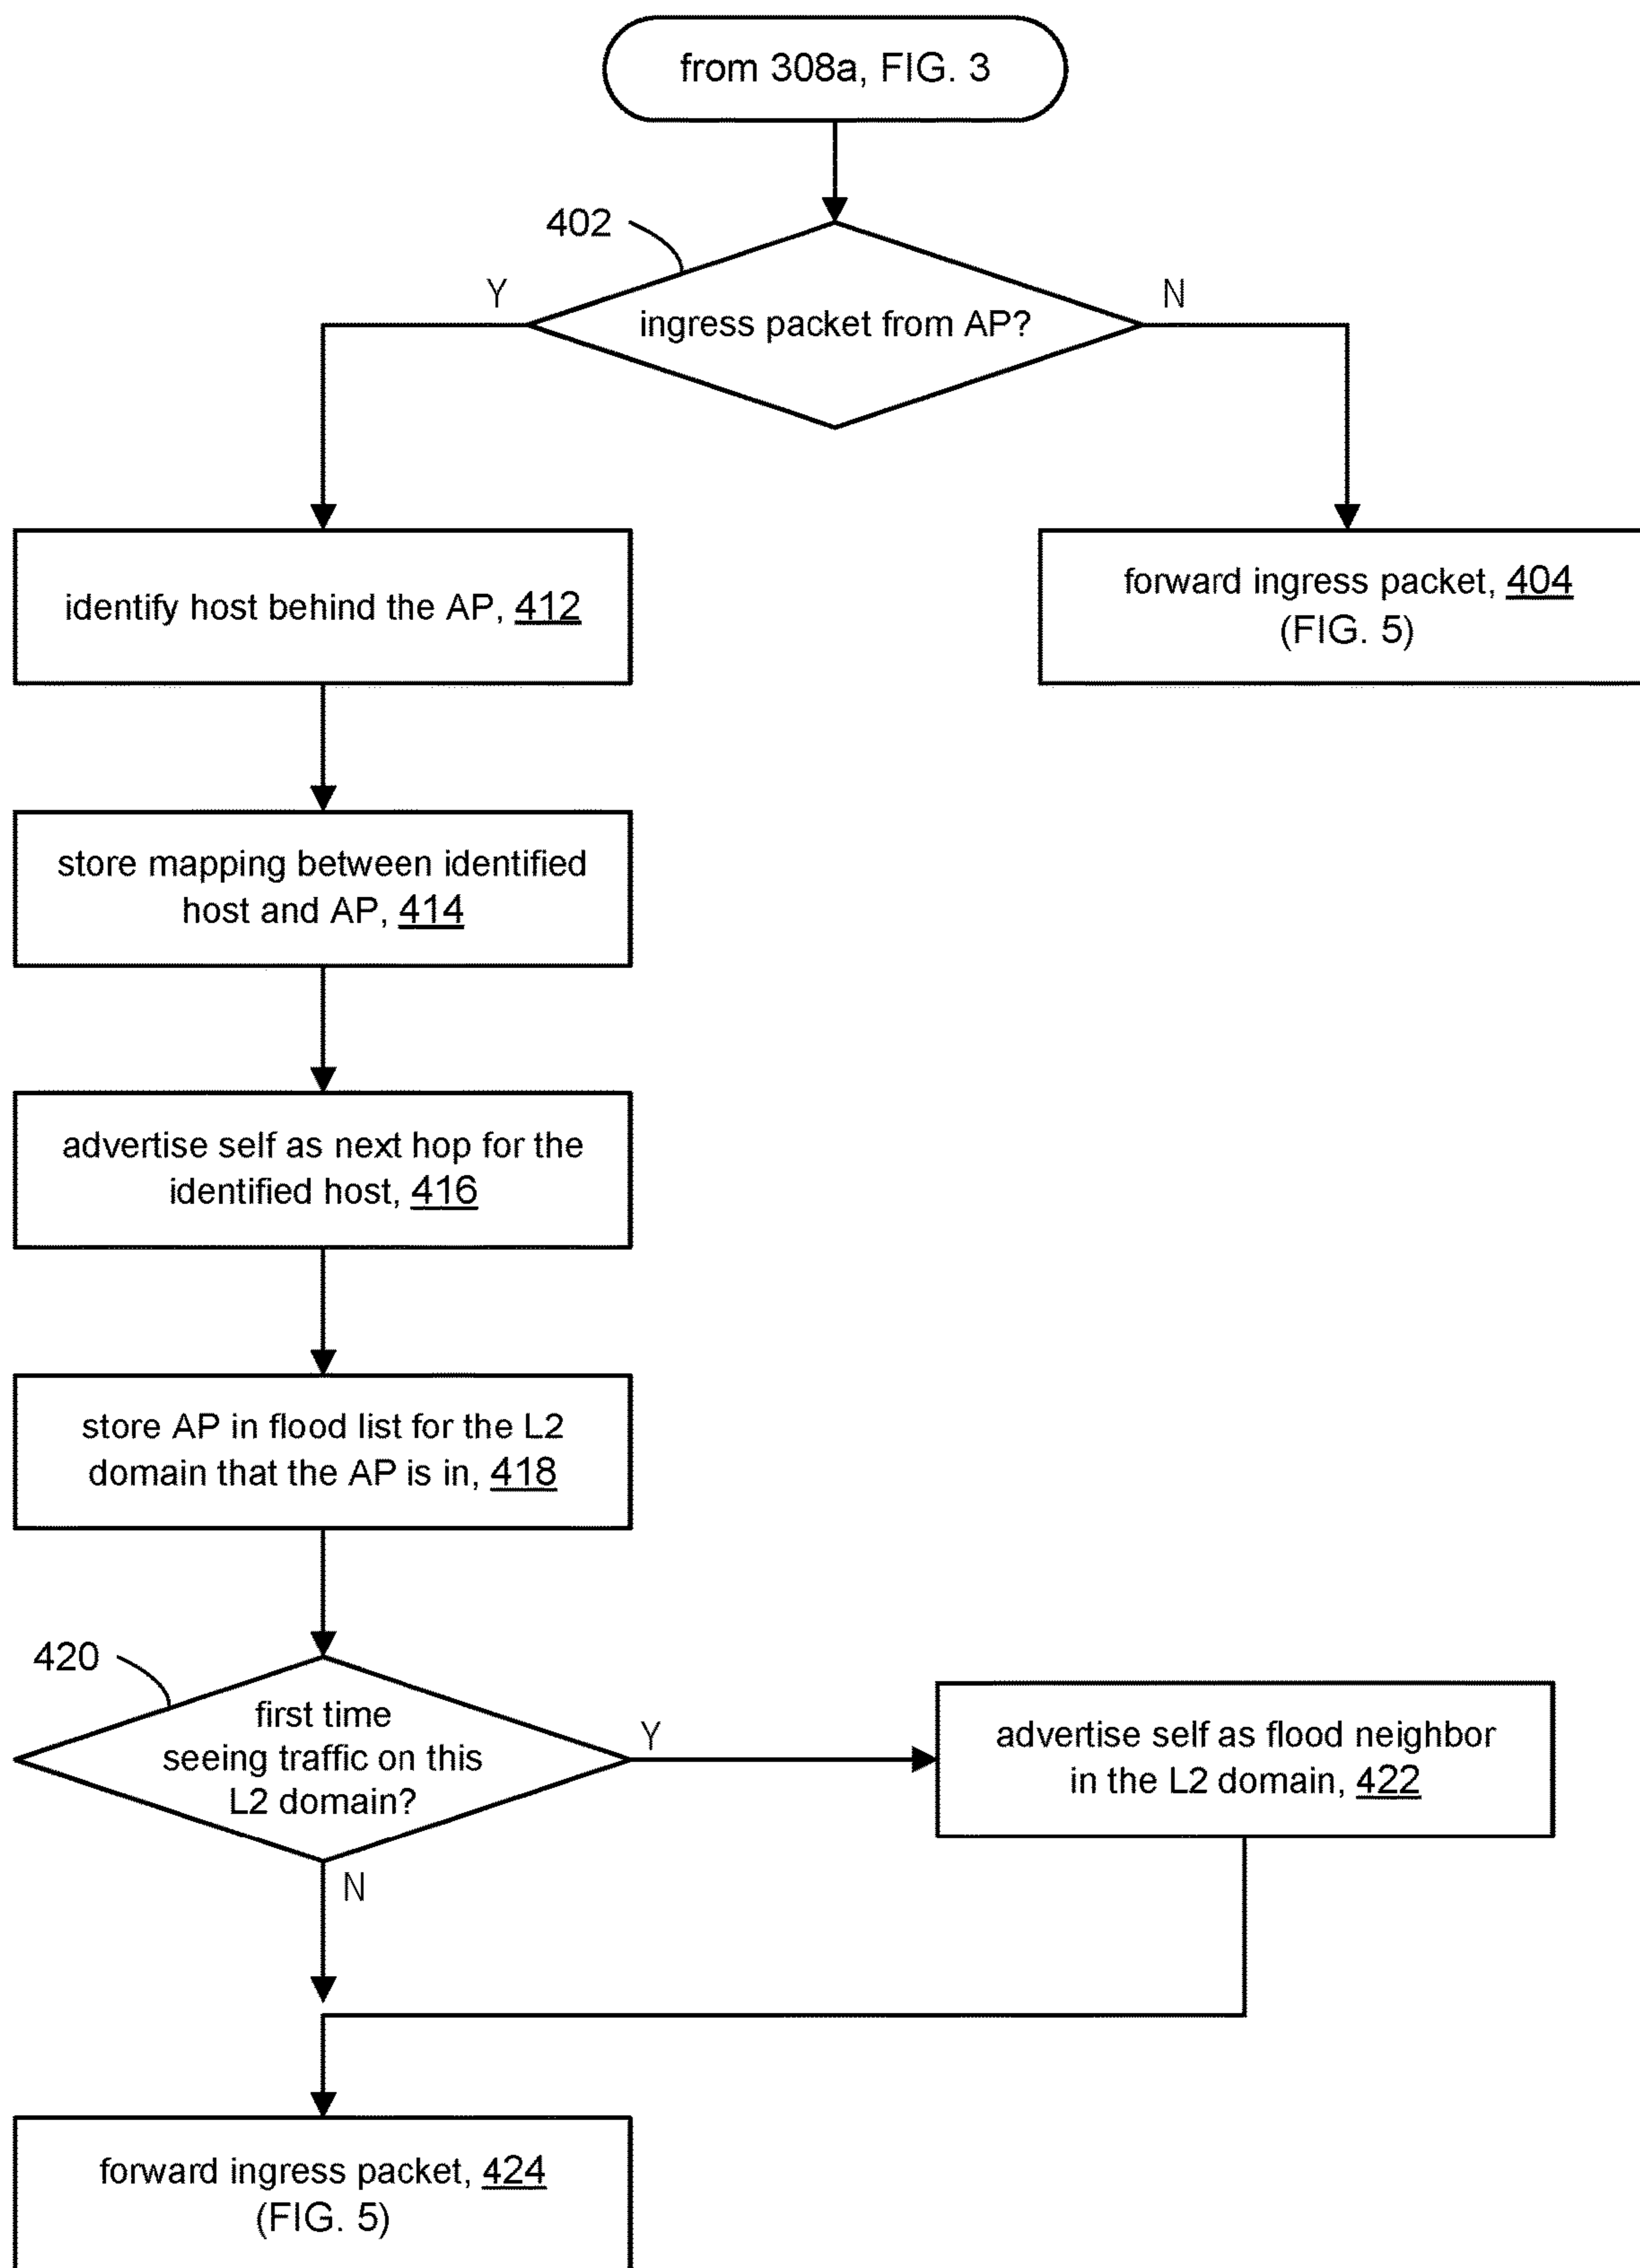 from 308a, FIG. 3
402
Y
N
ingress packet from AP?
identify host behind the AP, 412
forward ingress packet, 404
(FIG. 5)
store mapping between identified
host and AP, 414
advertise self as next hop for the
identified host, 416
store AP in flood list for the L2
domain that the AP is in, 418
420
first time
seeing traffic on this
L2 domain?
Y
advertise self as flood neighbor
in the L2 domain, 422
N
forward ingress packet, 424
(FIG. 5)